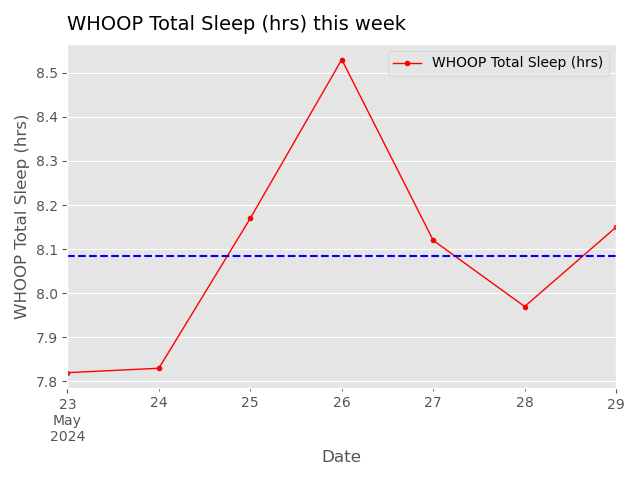 WHOOP Total Sleep (hrs) this week
WHOOP Total Sleep (hrs)
WHOOP Total Sleep (hrs)
8.5
8.4
8.3
8.2
8.1
8.0
7.9
7.8
23 24 25 26 27 28 29
May
2024
Date